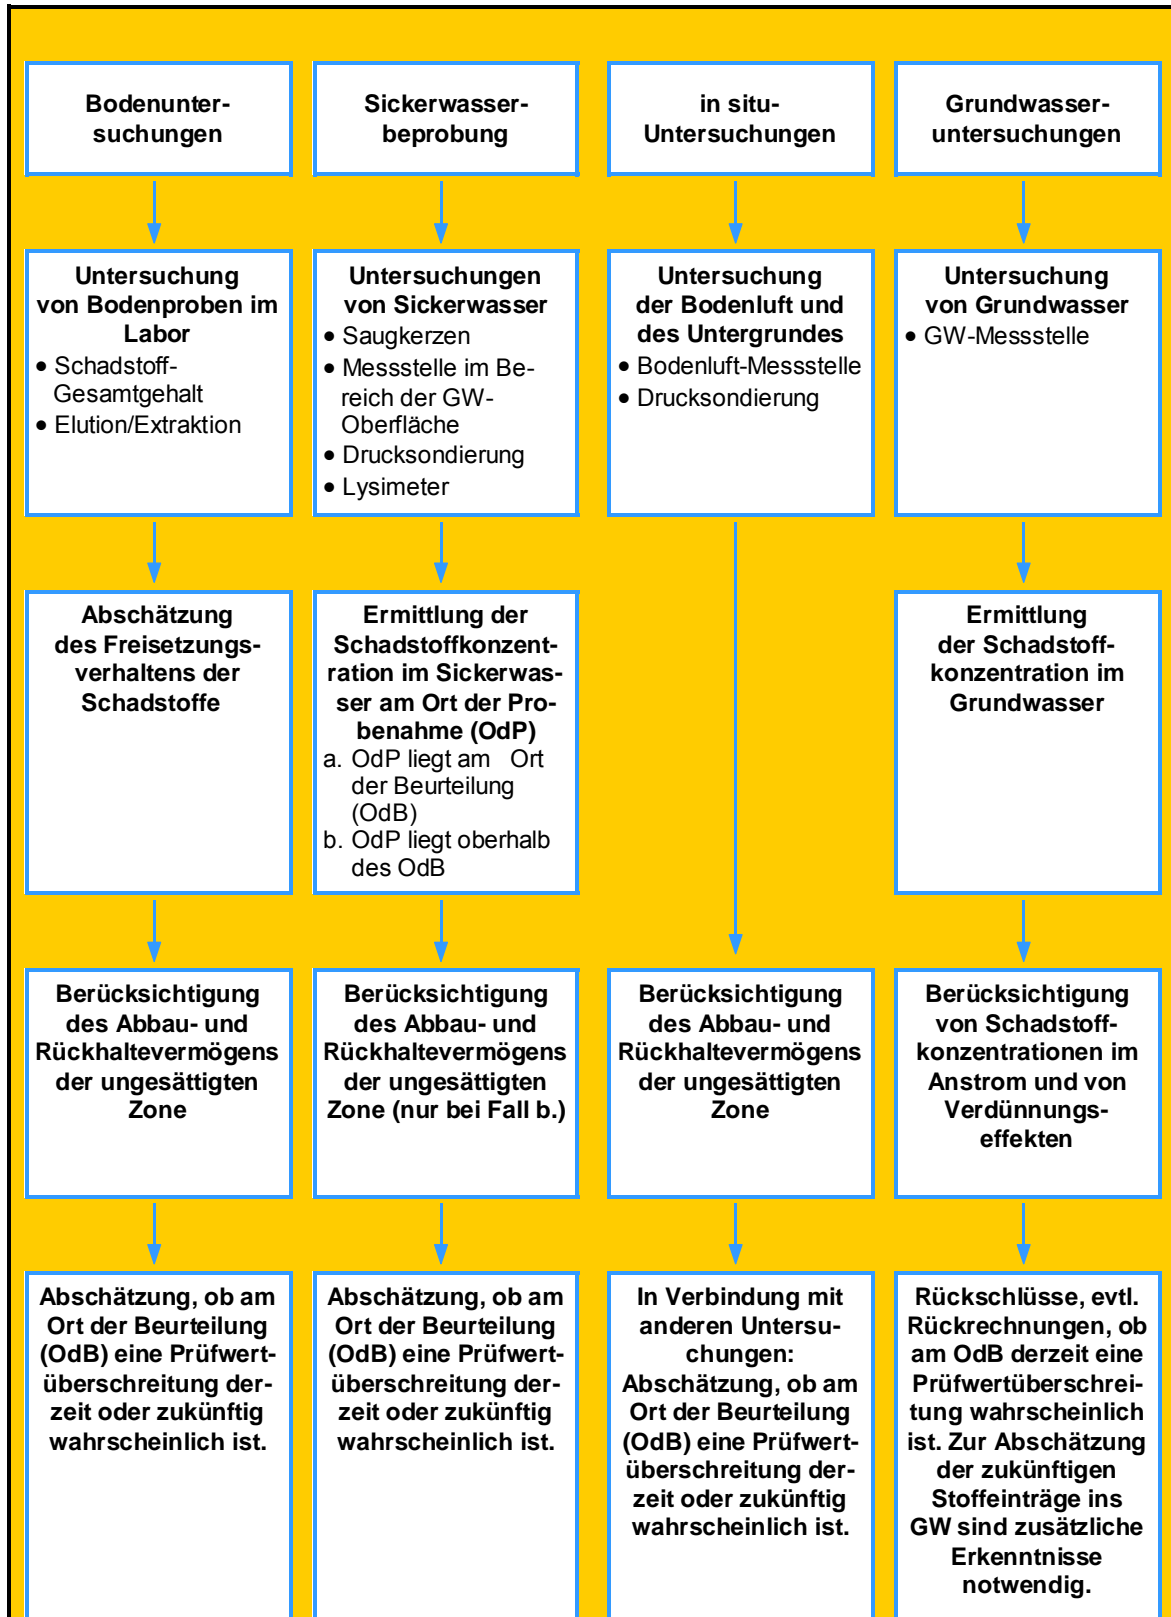 Bodenunter-
suchungen
Sickerwasser-
beprobung
in situ-
Untersuchungen
Grundwasser-
untersuchungen
Untersuchung
von Bodenproben im
Labor
• Schadstoff-
Gesamtgehalt
• Elution/Extraktion
Untersuchungen
von Sickerwasser
• Saugkerzen
• Messstelle im Be-
reich der GW-
Oberfläche
• Drucksondierung
• Lysimeter
Untersuchung
der Bodenluft und
des Untergrundes
• Bodenluft-Messstelle
• Drucksondierung
Untersuchung
von Grundwasser
• GW-Messstelle
Abschätzung
des Freisetzungs-
verhaltens der
Schadstoffe
Ermittlung der
Schadstoffkonzent-
ration im Sickerwas-
ser am Ort der Pro-
benahme (OdP)
a. OdP liegt am Ort
der Beurteilung
(OdB)
b. OdP liegt oberhalb
des OdB
Ermittlung
der Schadstoff-
konzentration im
Grundwasser
Berücksichtigung
des Abbau- und
Rückhaltevermögens
der ungesättigten
Zone
Berücksichtigung
des Abbau- und
Rückhaltevermögens
der ungesättigten
Zone (nur bei Fall b.)
Berücksichtigung
des Abbau- und
Rückhaltevermögens
der ungesättigten
Zone
Berücksichtigung
von Schadstoff-
konzentrationen im
Anstrom und von
Verdünnungs-
effekten
Abschätzung, ob am
Ort der Beurteilung
(OdB) eine Prüfwert-
überschreitung der-
zeit oder zukünftig
wahrscheinlich ist.
Abschätzung, ob am
Ort der Beurteilung
(OdB) eine Prüfwert-
überschreitung der-
zeit oder zukünftig
wahrscheinlich ist.
In Verbindung mit
anderen Untersu-
chungen:
Abschätzung, ob am
Ort der Beurteilung
(OdB) eine Prüfwert-
überschreitung der-
zeit oder zukünftig
wahrscheinlich ist.
Rückschlüsse, evtl.
Rückrechnungen, ob
am OdB derzeit eine
Prüfwertüberschrei-
tung wahrscheinlich
ist. Zur Abschätzung
der zukünftigen
Stoffeinträge ins
GW sind zusätzliche
Erkenntnisse
notwendig.